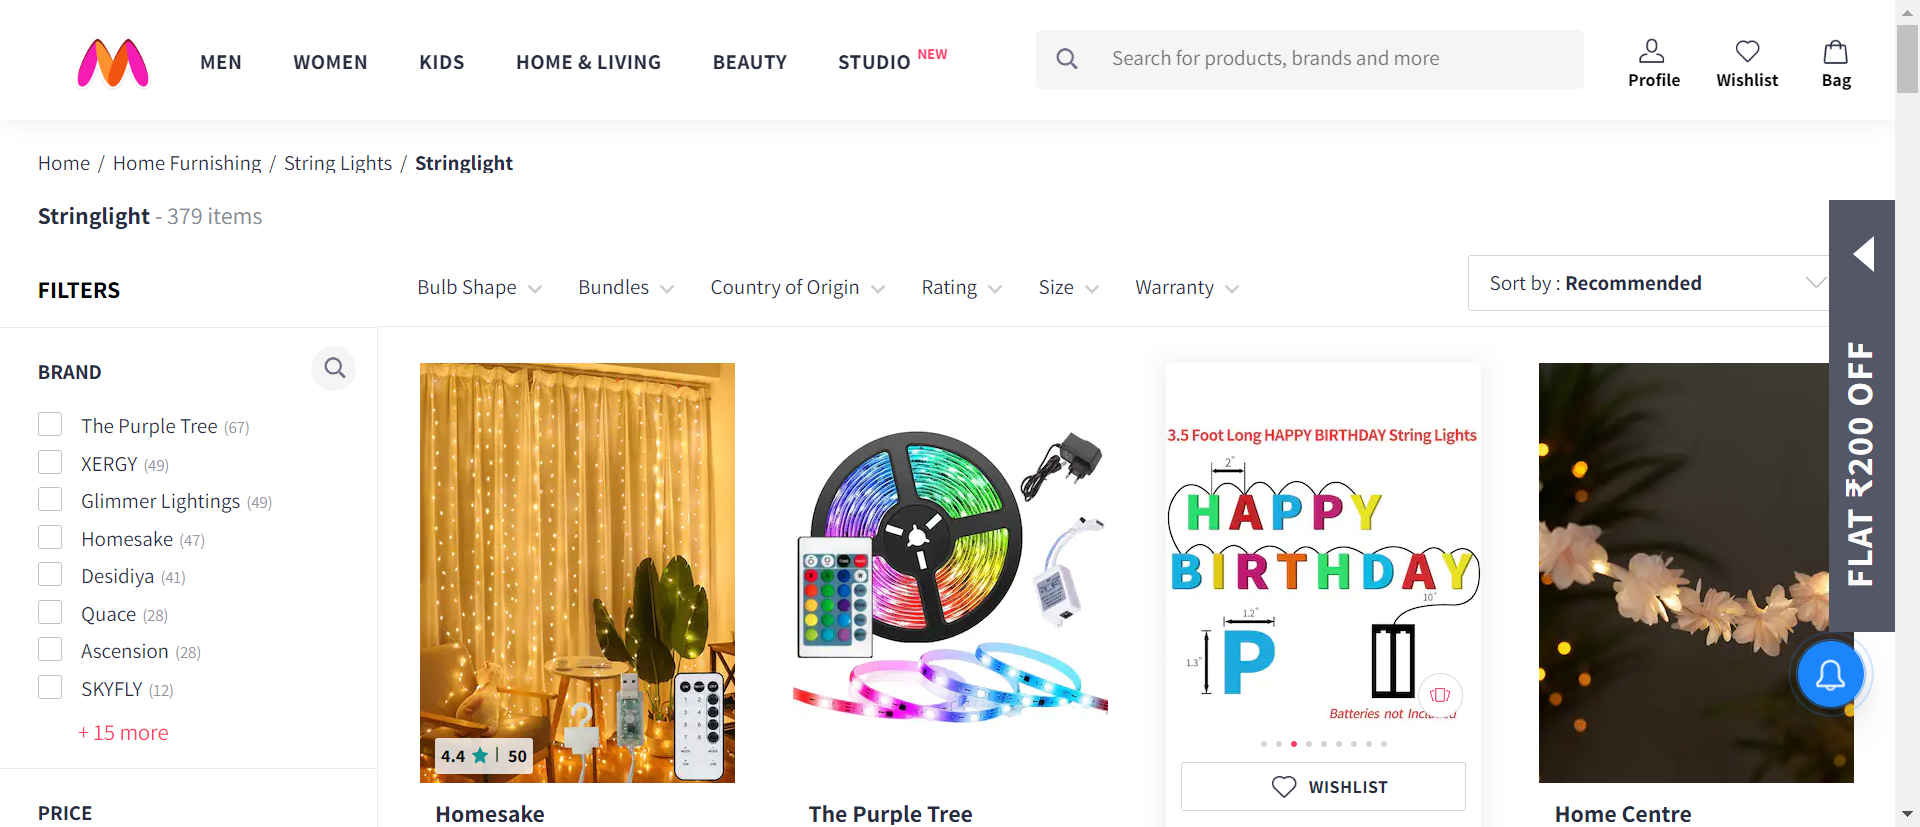 MEN WOMEN KIDS HOME & LIVING BEAUTY STUDIO NEW
Search for products, brands and more
Profile Wishlist Bag
Home / Home Furnishing / String Lights / Stringlight
Stringlight - 379 items
FILTERS
Bulb Shape Bundles Country of Origin Rating Size Warranty
Sort by : Recommended
BRAND
The Purple Tree (67)
XERGY (49)
Glimmer Lightings (49)
Homesake (47)
Desidiya (41)
Quace (28)
Ascension (28)
SKYFLY (12)
+ 15 more
PRICE
4.4 50
Homesake
The Purple Tree
3.5 Foot Long HAPPY BIRTHDAY String Lights
2"
HAPPY
BIRTHDAY
10"
1.2"
1.3"
P
Batteries not
WISHLIST
Home Centre
FLAT ₹200 OFF